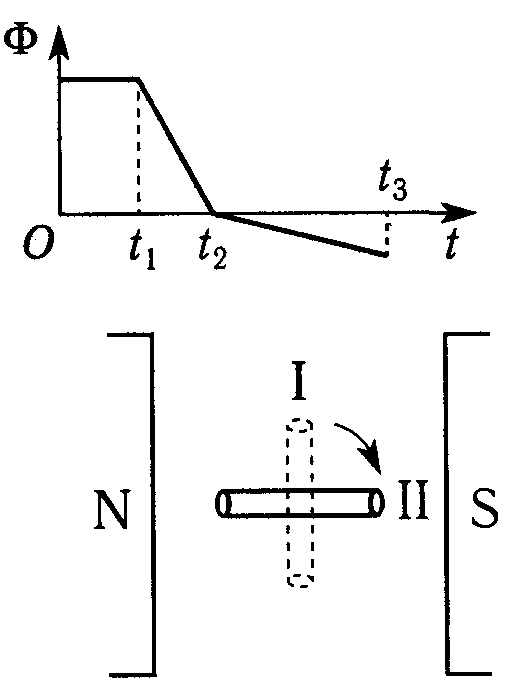 Φ
t₃
O t₁ t₂ t
I
N II S